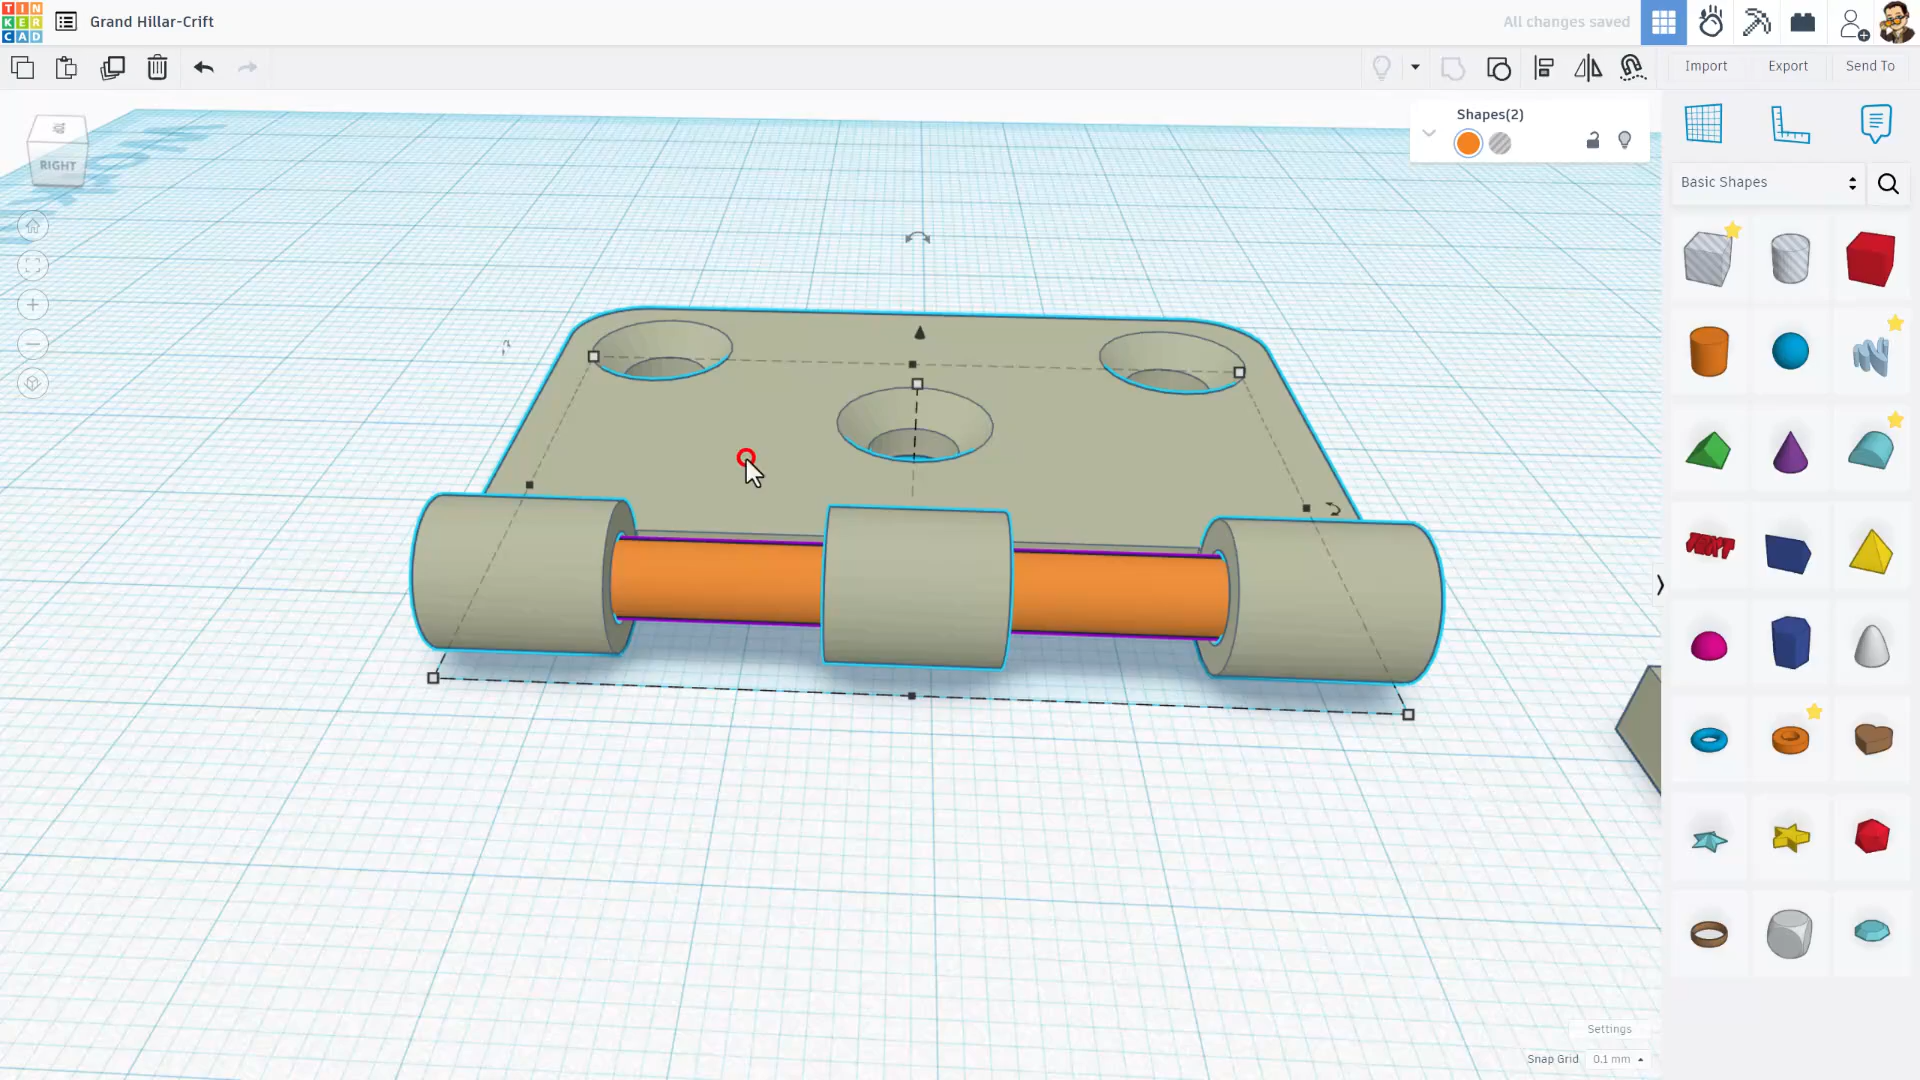 TIN
KER
CAD
Grand Hillar-Crift
All changes saved
Import
Export
Send To
Shapes(2)
RIGHT
Basic Shapes
TEXT
Settings
Snap Grid
0.1 mm